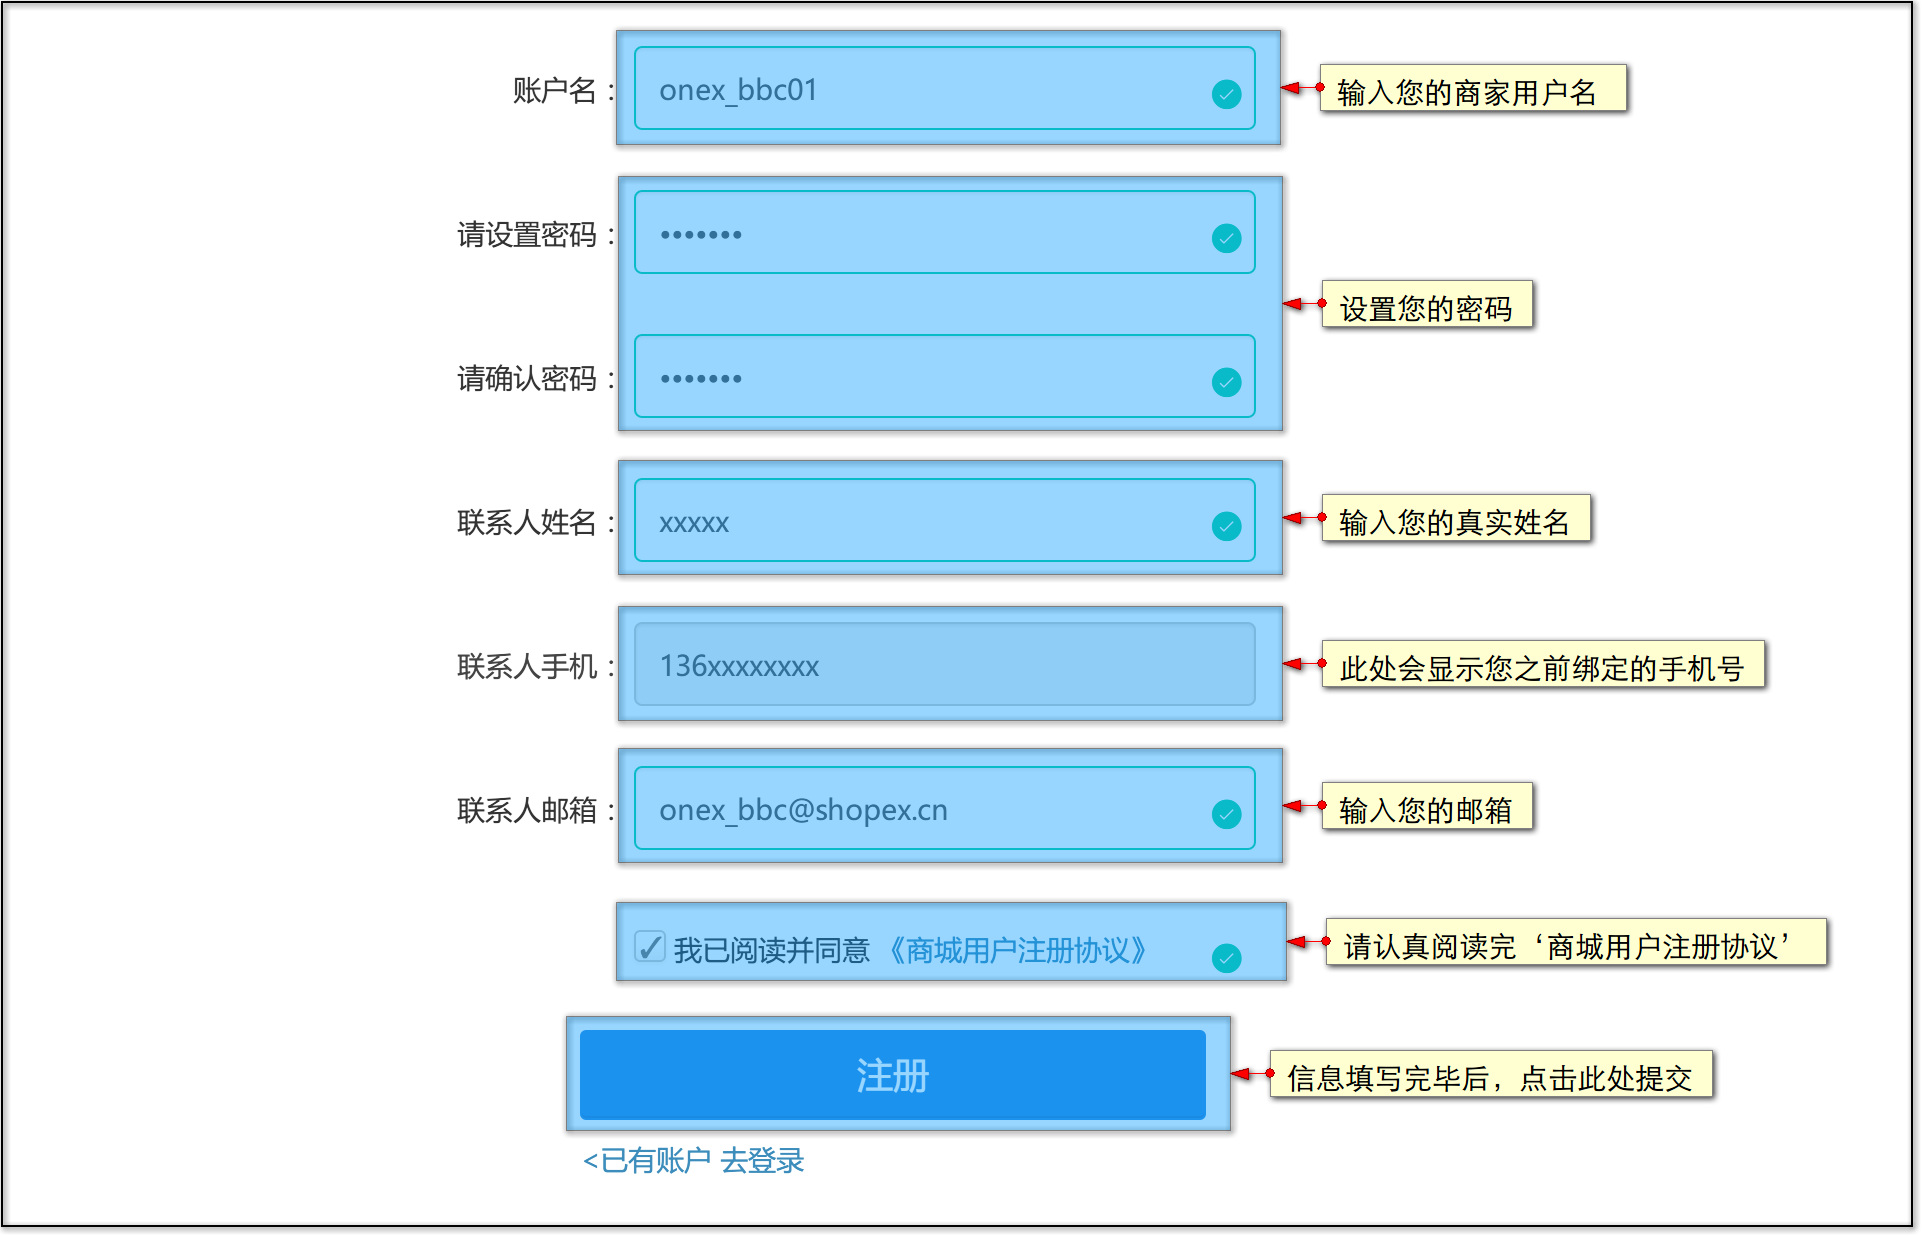 账户名： onex_bbc01 输入您的商家用户名
请设置密码： •••••••
设置您的密码
请确认密码： •••••••
联系人姓名： xxxxx 输入您的真实姓名
联系人手机： 136xxxxxxxx 此处会显示您之前绑定的手机号
联系人邮箱： onex_bbc@shopex.cn 输入您的邮箱
我已阅读并同意 《商城用户注册协议》 请认真阅读完‘商城用户注册协议’
注册 信息填写完毕后，点击此处提交
<已有账户 去登录